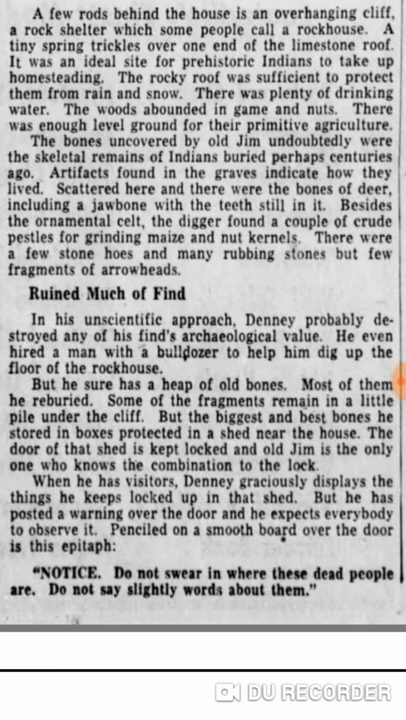 A few rods behind the house is an overhanging cliff,
a rock shelter which some people call a rockhouse. A
tiny spring trickles over one end of the limestone roof.
It was an ideal site for prehistoric Indians to take up
homesteading. The rocky roof was sufficient to protect
them from rain and snow. There was plenty of drinking
water. The woods abounded in game and nuts. There
was enough level ground for their primitive agriculture.
The bones uncovered by old Jim undoubtedly were
the skeletal remains of Indians buried perhaps centuries
ago. Artifacts found in the graves indicate how they
lived. Scattered here and there were the bones of deer,
including a jawbone with the teeth still in it. Besides
the ornamental celt, the digger found a couple of crude
pestles for grinding maize and nut kernels. There were
a few stone hoes and many rubbing stones but few
fragments of arrowheads.
Ruined Much of Find
In his unscientific approach, Denney probably de-
stroyed any of his find's archaeological value. He even
hired a man with a bulldozer to help him dig up the
floor of the rockhouse.
But he sure has a heap of old bones. Most of them
he reburied. Some of the fragments remain in a little
pile under the cliff. But the biggest and best bones he
stored in boxes protected in a shed near the house. The
door of that shed is kept locked and old Jim is the only
one who knows the combination to the lock.
When he has visitors, Denney graciously displays the
things he keeps locked up in that shed. But he has
posted a warning over the door and he expects everybody
to observe it. Penciled on a smooth board over the door
is this epitaph:
"NOTICE. Do not swear in where these dead people
are. Do not say slightly words about them."
DU RECORDER